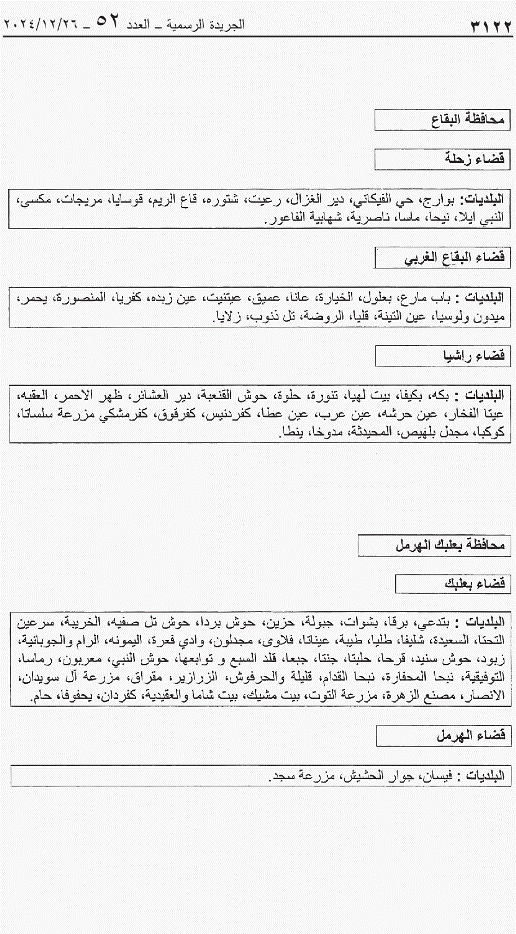 ٣١٢٢
الجريدة الرسمية ــ العدد ٥٢ ــ ٢٠٢٤/١٢/٢٦
محافظة البقاع
قضاء زحلة
البلديات: بوارج، حي الفيكاني، دير الغزال، رعيت، شتوره، قاع الريم، قوسايا، مريجات، مكسى،
النبي ايلا، نيحا، ماسا، ناصرية، شهابية الفاعور.
قضاء البقاع الغربي
البلديات : باب مارع، بعلول، الخيارة، عانا، عميق، عيتنيت، عين زبده، كفريا، المنصورة، يحمر،
ميدون ولوسيا، عين التينة، قليا، الروضة، تل ذنوب، زلايا.
قضاء راشيا
البلديات : بكه، بكيفا، بيت لهيا، تنورة، حلوة، حوش القنعبة، دير العشائر، ظهر الاحمر، العقبه،
عيتا الفخار، عين حرشه، عين عرب، عين عطا، كفردنيس، كفرقوق، كفرمشكي مزرعة سلساتا،
كوكبا، مجدل بلهيص، المحيدثة، مدوخا، ينطا.
محافظة بعلبك الهرمل
قضاء بعلبك
البلديات : بتدعي، برقا، بشوات، جبولة، حزين، حوش بردا، حوش تل صفيه، الخريبة، سرعين
التحتا، السعيدة، شليفا، طليا، طيبة، عيناتا، فلاوى، مجدلون، وادي فعرة، اليمونه، الرام والجوبانية،
زبود، حوش سنيد، قرحا، حلبتا، جنتا، جبعا، قلد السبع و توابعها، حوش النبي، معربون، رماسا،
التوفيقية، نبحا المحفارة، نبحا القدام، قليلة والحرفوش، الزرازير، مقراق، مزرعة آل سويدان،
الانصار، مصنع الزهرة، مزرعة التوت، بيت مشيك، بيت شاما والعقيدية، كفردان، يحفوفا، حام.
قضاء الهرمل
البلديات : فيسان، جوار الحشيش، مزرعة سجد.